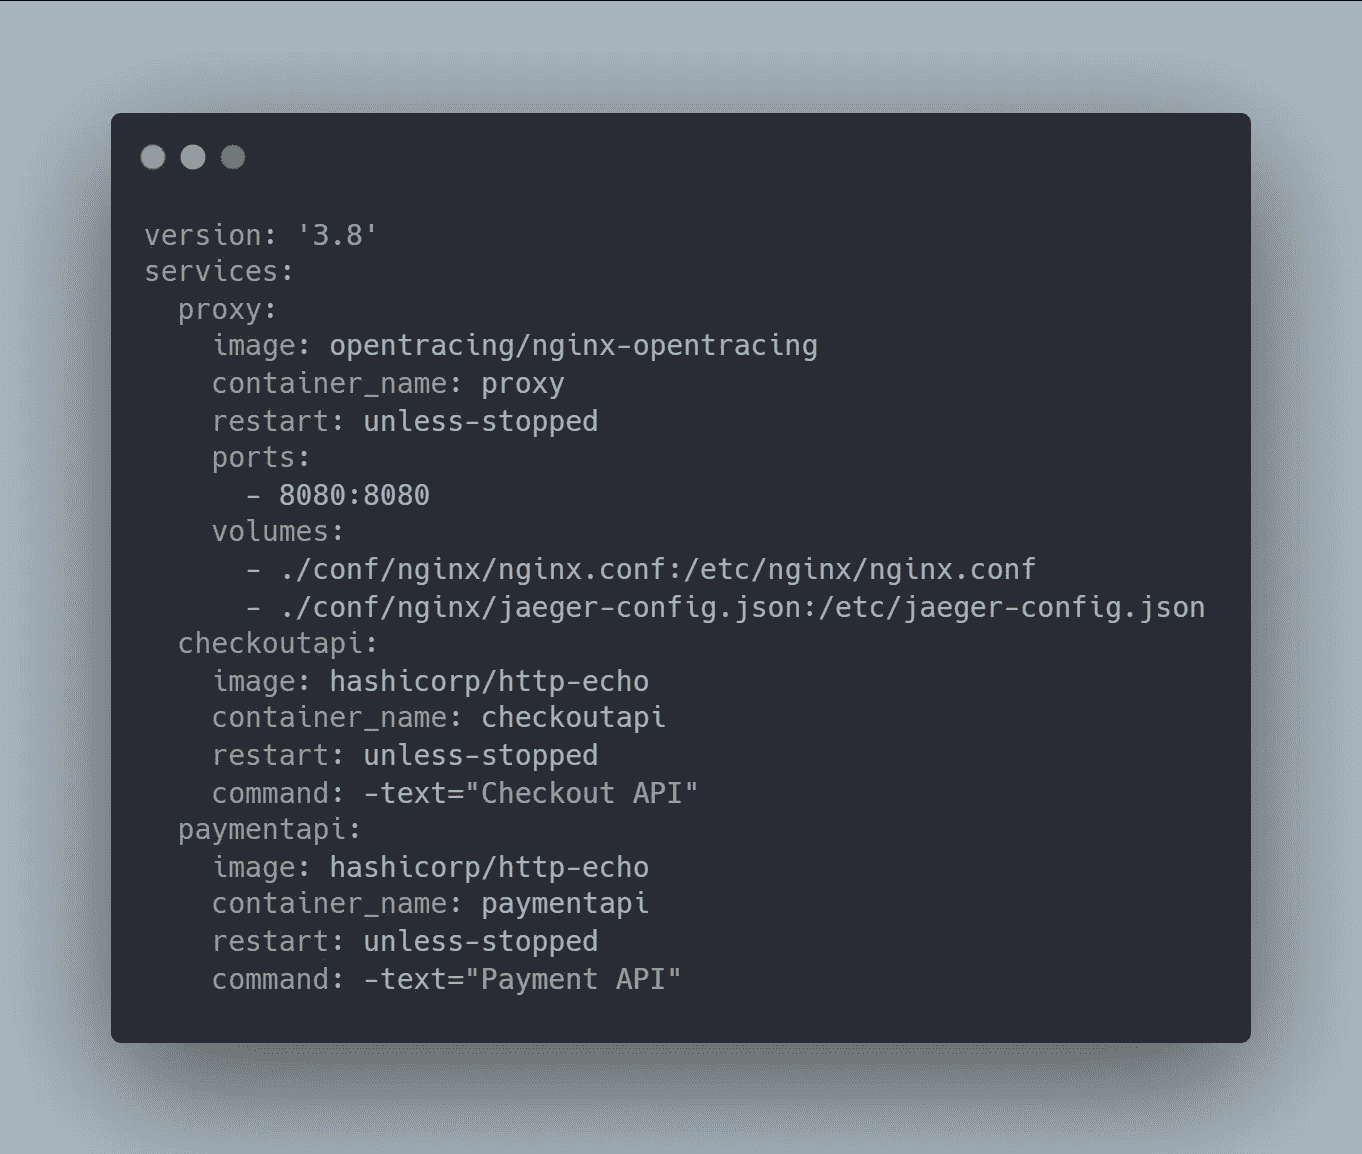 version: '3.8'
services:
  proxy:
    image: opentracing/nginx-opentracing
    container_name: proxy
    restart: unless-stopped
    ports:
      - 8080:8080
    volumes:
      - ./conf/nginx/nginx.conf:/etc/nginx/nginx.conf
      - ./conf/nginx/jaeger-config.json:/etc/jaeger-config.json
  checkoutapi:
    image: hashicorp/http-echo
    container_name: checkoutapi
    restart: unless-stopped
    command: -text="Checkout API"
  paymentapi:
    image: hashicorp/http-echo
    container_name: paymentapi
    restart: unless-stopped
    command: -text="Payment API"